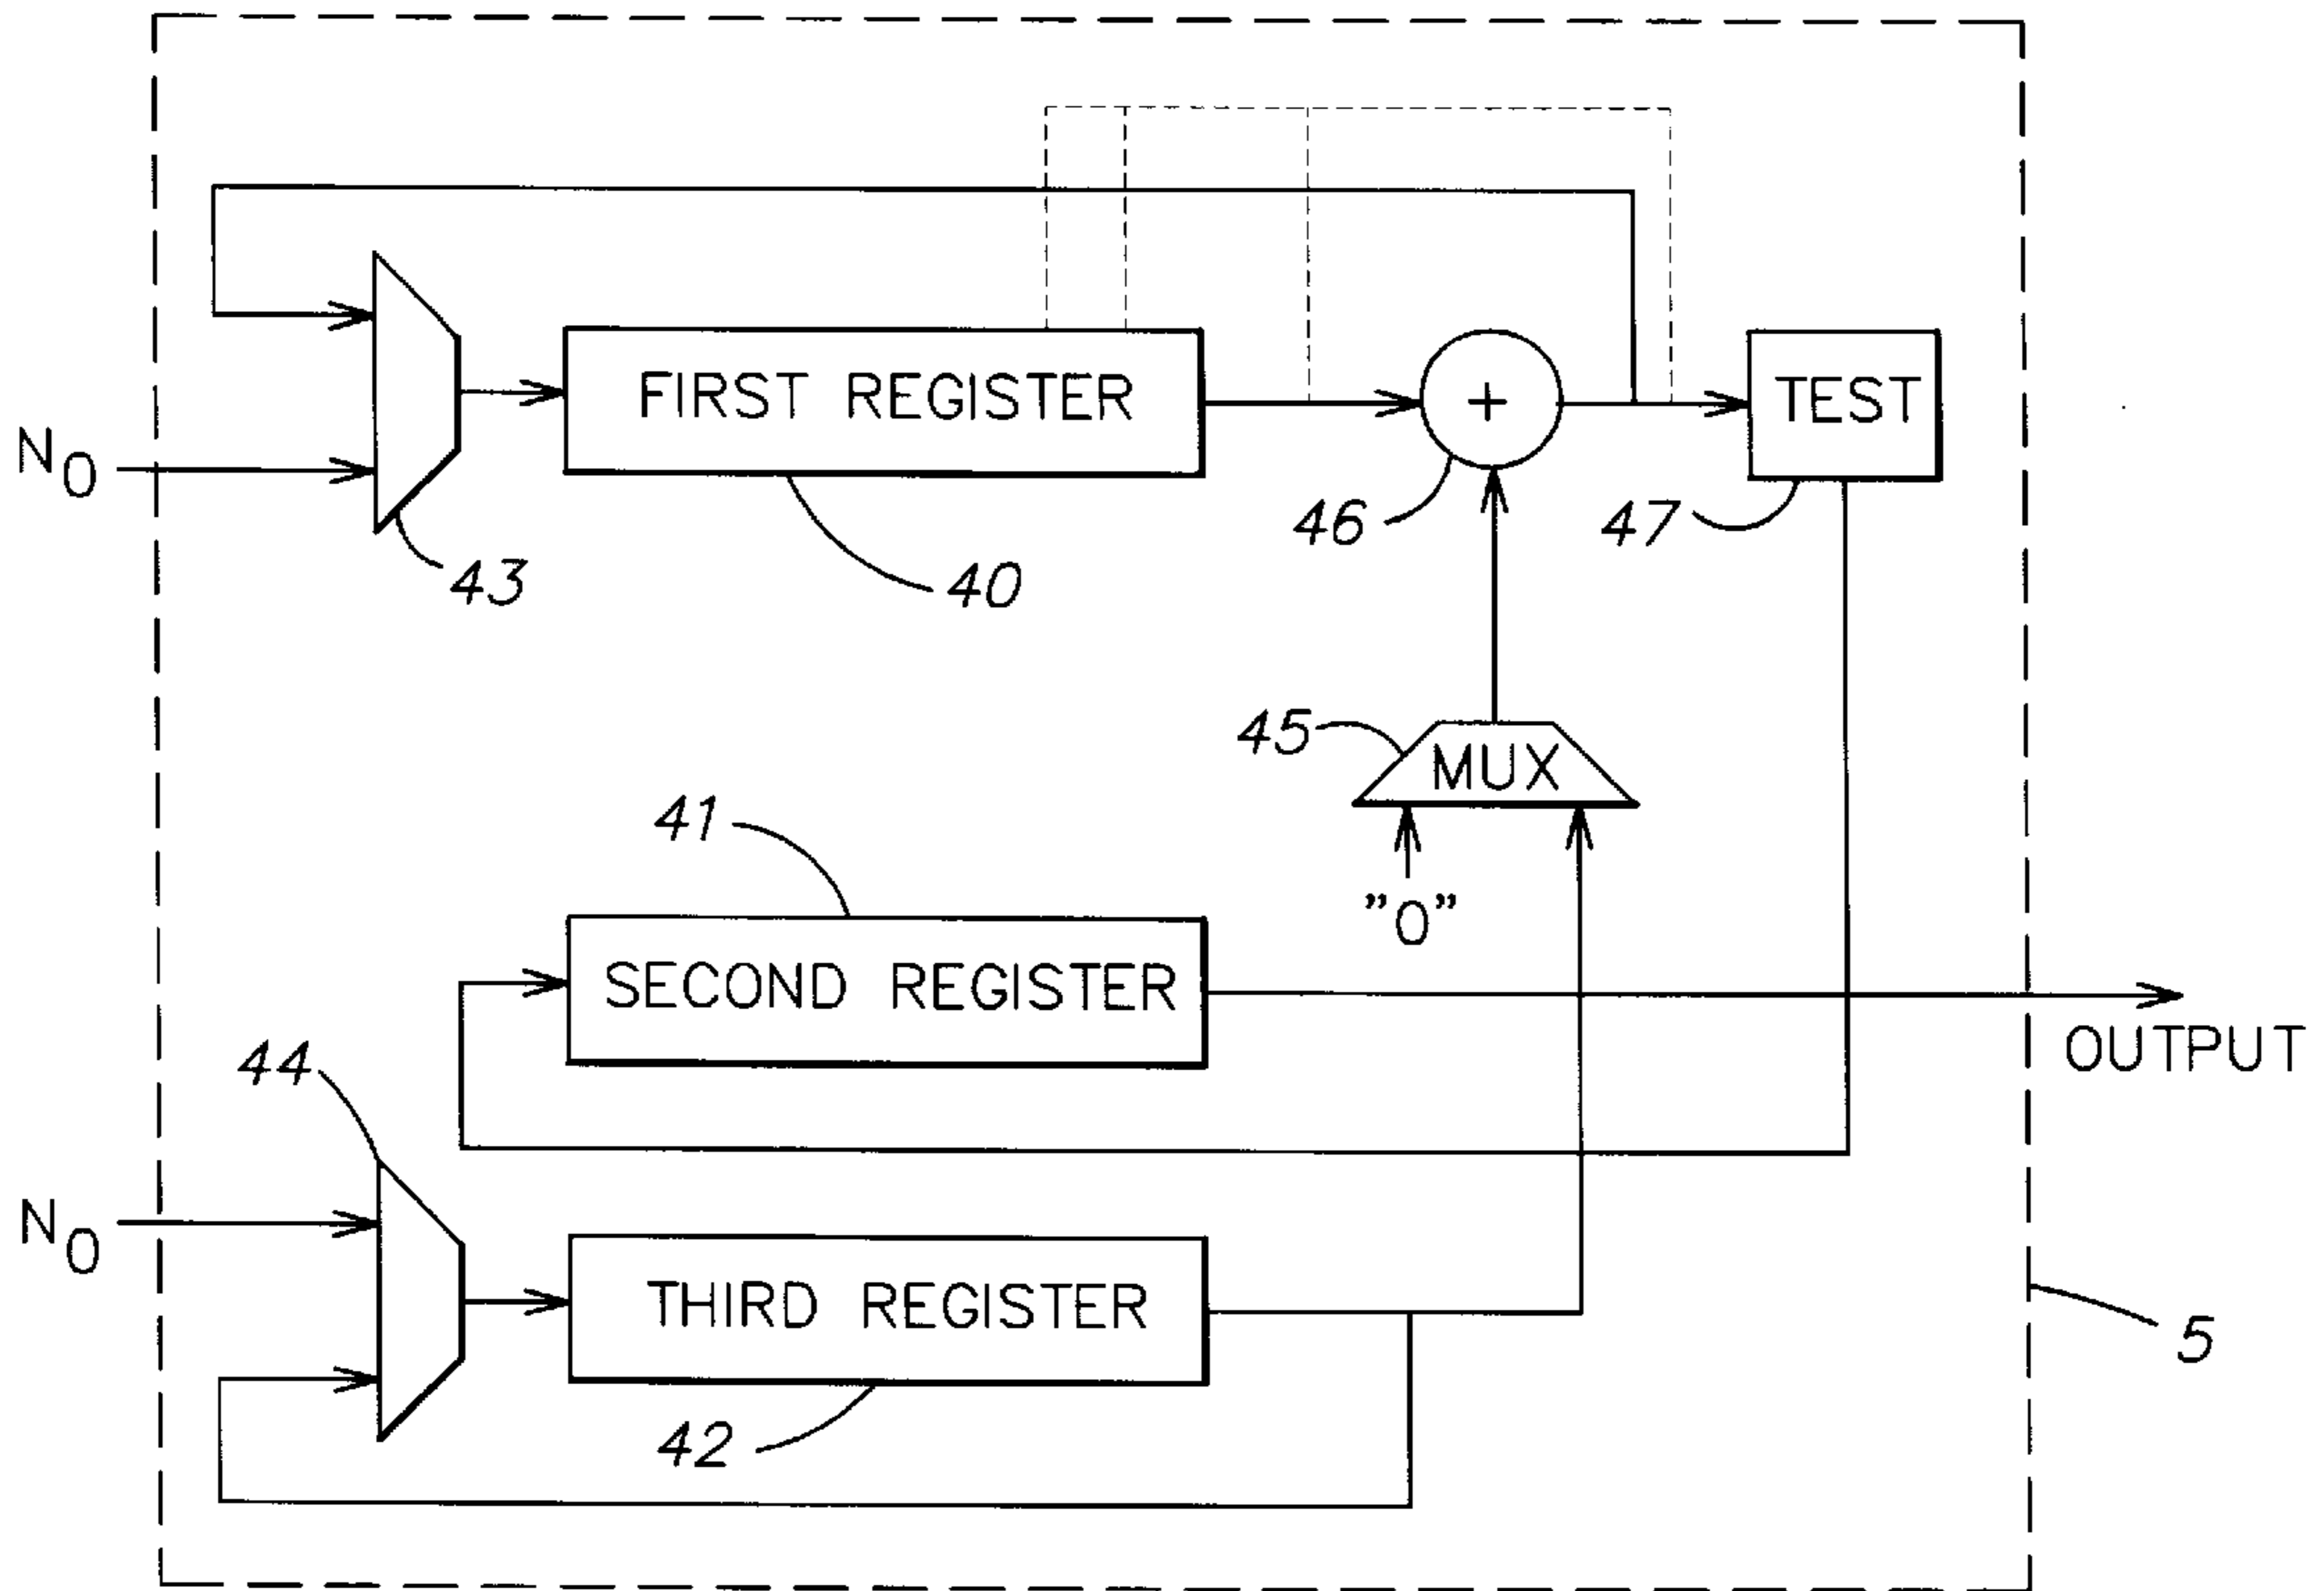 FIRST REGISTER
+
TEST
N0
46
47
43
40
45
MUX
41
"0"
SECOND REGISTER
OUTPUT
44
N0
THIRD REGISTER
5
42